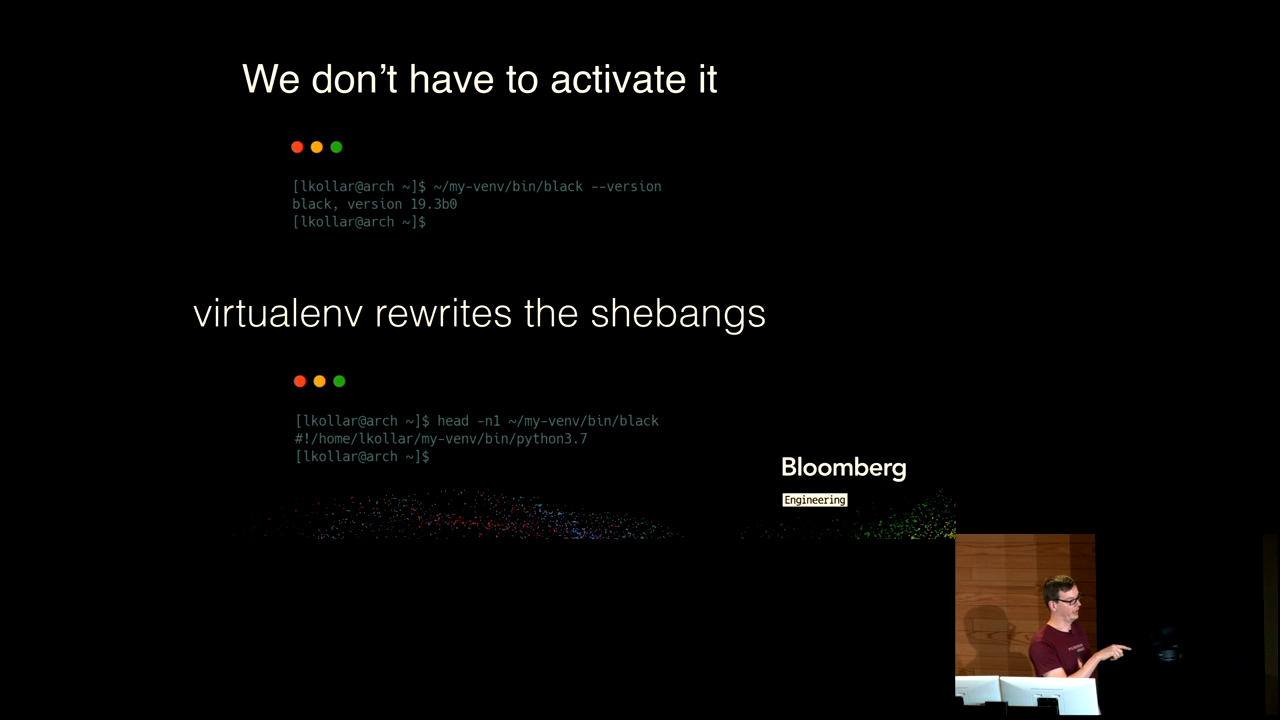 We don’t have to activate it
[lkollar@arch ~]$ ~/my-venv/bin/black --version
black, version 19.3b0
[lkollar@arch ~]$
virtualenv rewrites the shebangs
[lkollar@arch ~]$ head -n1 ~/my-venv/bin/black
#!/home/lkollar/my-venv/bin/python3.7
[lkollar@arch ~]$
Bloomberg
Engineering